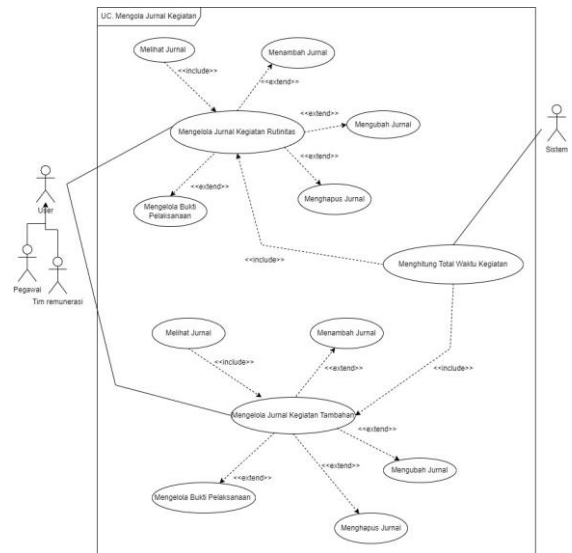 UC. Mengola Jurnal Kegiatan
Melihat Jurnal
Menambah Jurnal
<<include>>
<<extend>>
<<extend>>
Mengubah Jurnal
Mengelola Jurnal Kegiatan Rutinitas
Sistem
<<extend>>
<<extend>>
User
Mengelola Bukti
Pelaksanaan
Menghapus Jurnal
Pegawai
Tim remunerasi
<<include>>
Menghitung Total Waktu Kegiatan
Melihat Jurnal
Menambah Jurnal
<<include>>
<<include>>
<<extend>>
Mengelola Jurnal Kegiatan Tambahan
<<extend>>
<<extend>>
<<extend>>
Mengubah Jurnal
Mengelola Bukti Pelaksanaan
Menghapus Jurnal